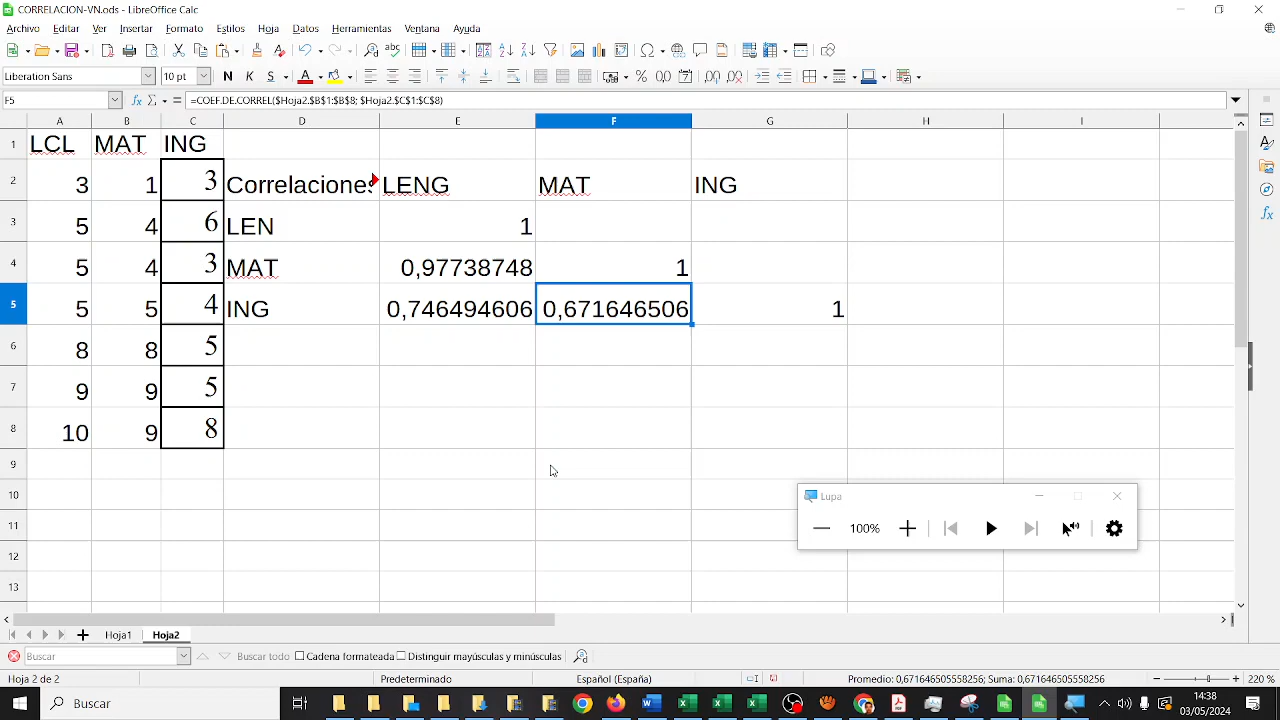 CORRELACION-VN.ods - LibreOffice Calc
Archivo Editar Ver Insertar Formato Estilos Hoja Datos Herramientas Ventana Ayuda
Liberation Sans 10 pt N K S A
F5 fx Σ = =COEF.DE.CORREL($Hoja2.$B$1:$B$8; $Hoja2.$C$1:$C$8)
A B C D E F G H I
1 LCL MAT ING
2 3 1 3 Correlaciones LENG MAT ING
3 5 4 6 LEN 1
4 5 4 3 MAT 0,97738748 1
5 5 5 4 ING 0,746494606 0,671646506 1
6 8 8 5
7 9 9 5
8 10 9 8
9
10
11
12
13
Lupa
100%
Hoja1 Hoja2
Buscar Buscar todo Cadena formateada Distinguir mayúsculas y minúsculas
Hoja 2 de 2 Predeterminado Español (España) Promedio: 0,671646505558256; Suma: 0,671646505558256 220 %
Buscar
14:38
03/05/2024